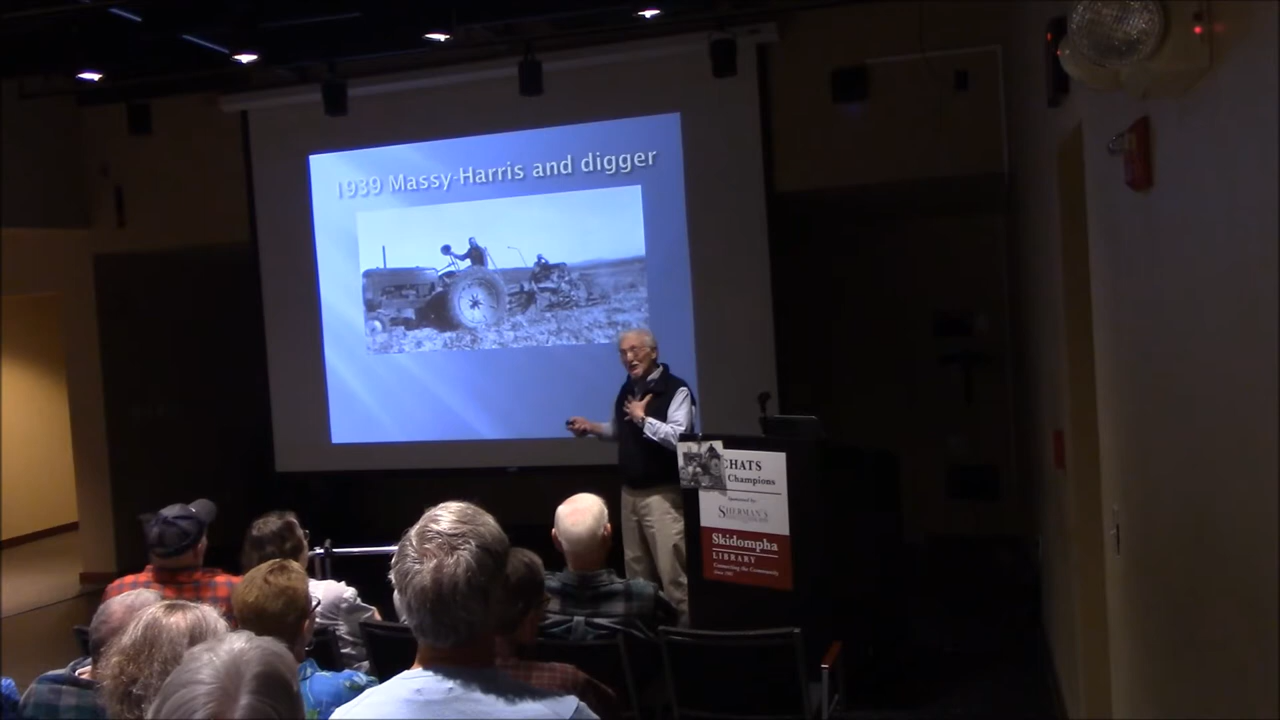 1939 Massy-Harris and digger
CHATS
Champions
Sponsored by
SHERMAN'S
Skidompha
LIBRARY
Connecting the Community